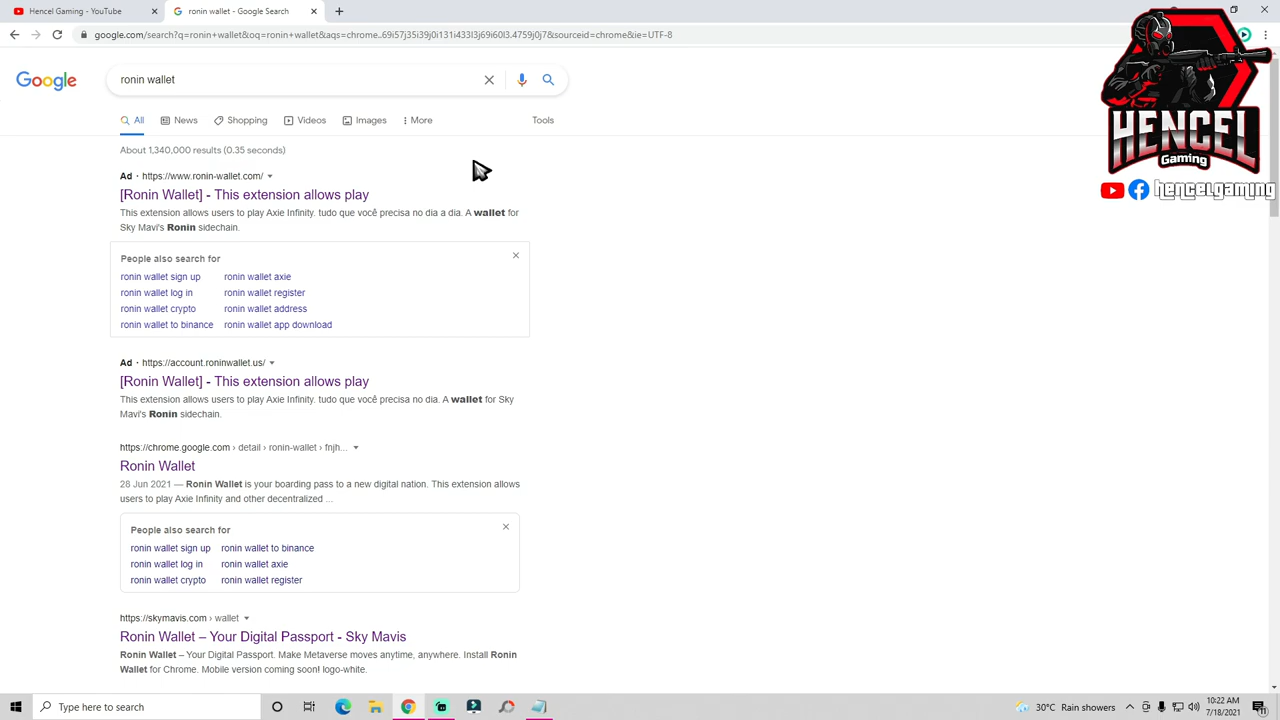 Hencel Gaming - YouTube
ronin wallet - Google Search
google.com/search?q=ronin+wallet&oq=ronin+wallet&aqs=chrome..69i57j35i39j0i131i433j0j0i60l3.4759j0j7&sourceid=chrome&ie=UTF-8
Google
ronin wallet
All
News
Shopping
Videos
Images
More
Tools
About 1,340,000 results (0.35 seconds)
Ad · https://www.ronin-wallet.com/
[Ronin Wallet] - This extension allows play
This extension allows users to play Axie Infinity. tudo que você precisa no dia a dia. A wallet for
Sky Mavi's Ronin sidechain.
People also search for
ronin wallet sign up ronin wallet axie
ronin wallet log in ronin wallet register
ronin wallet crypto ronin wallet address
ronin wallet to binance ronin wallet app download
Ad · https://account.roninwallet.us/
[Ronin Wallet] - This extension allows play
This extension allows users to play Axie Infinity. tudo que você precisa no dia. A wallet for Sky
Mavi's Ronin sidechain.
https://chrome.google.com › detail › ronin-wallet › fnjh...
Ronin Wallet
28 Jun 2021 — Ronin Wallet is your boarding pass to a new digital nation. This extension allows
users to play Axie Infinity and other decentralized ...
People also search for
ronin wallet sign up ronin wallet to binance
ronin wallet log in ronin wallet axie
ronin wallet crypto ronin wallet register
https://skymavis.com › wallet
Ronin Wallet – Your Digital Passport - Sky Mavis
Ronin Wallet – Your Digital Passport. Make Metaverse moves anytime, anywhere. Install Ronin
Wallet for Chrome. Mobile version coming soon! logo-white.
HENCEL
Gaming
hencelgaming
Type here to search
30°C Rain showers
10:22 AM
7/18/2021
11